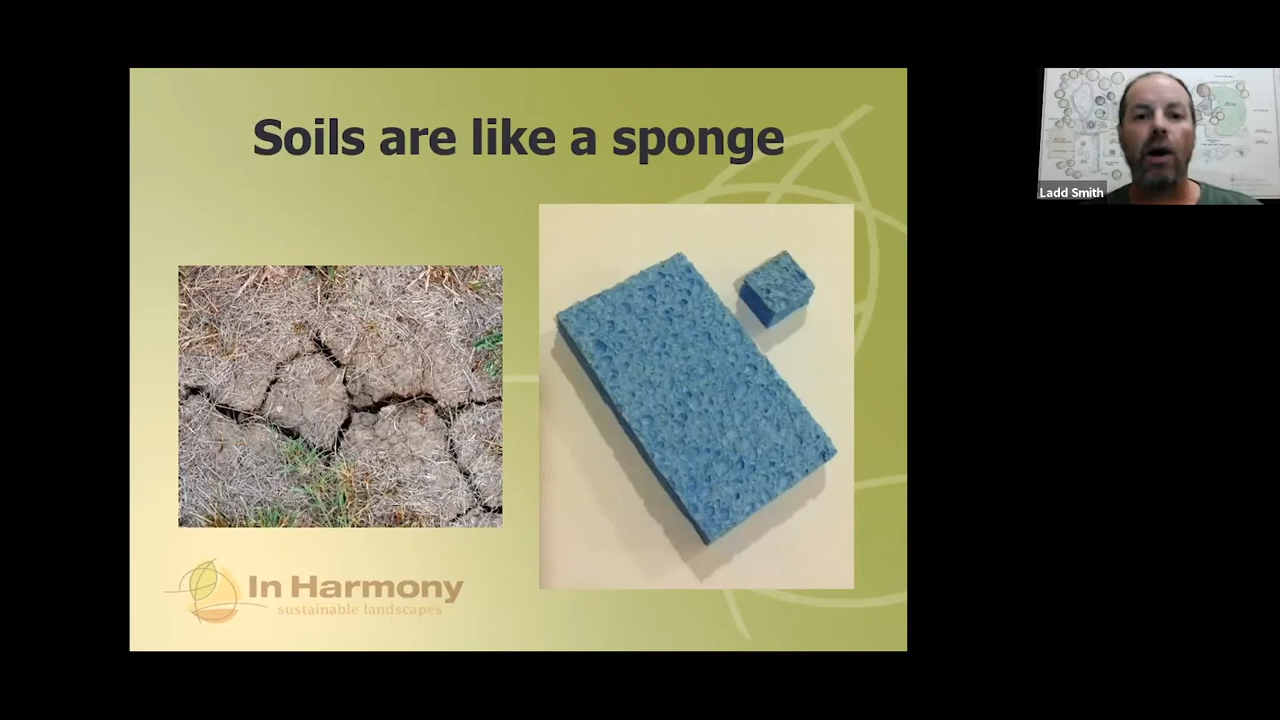 Soils are like a sponge
In Harmony
sustainable landscapes
Ladd Smith